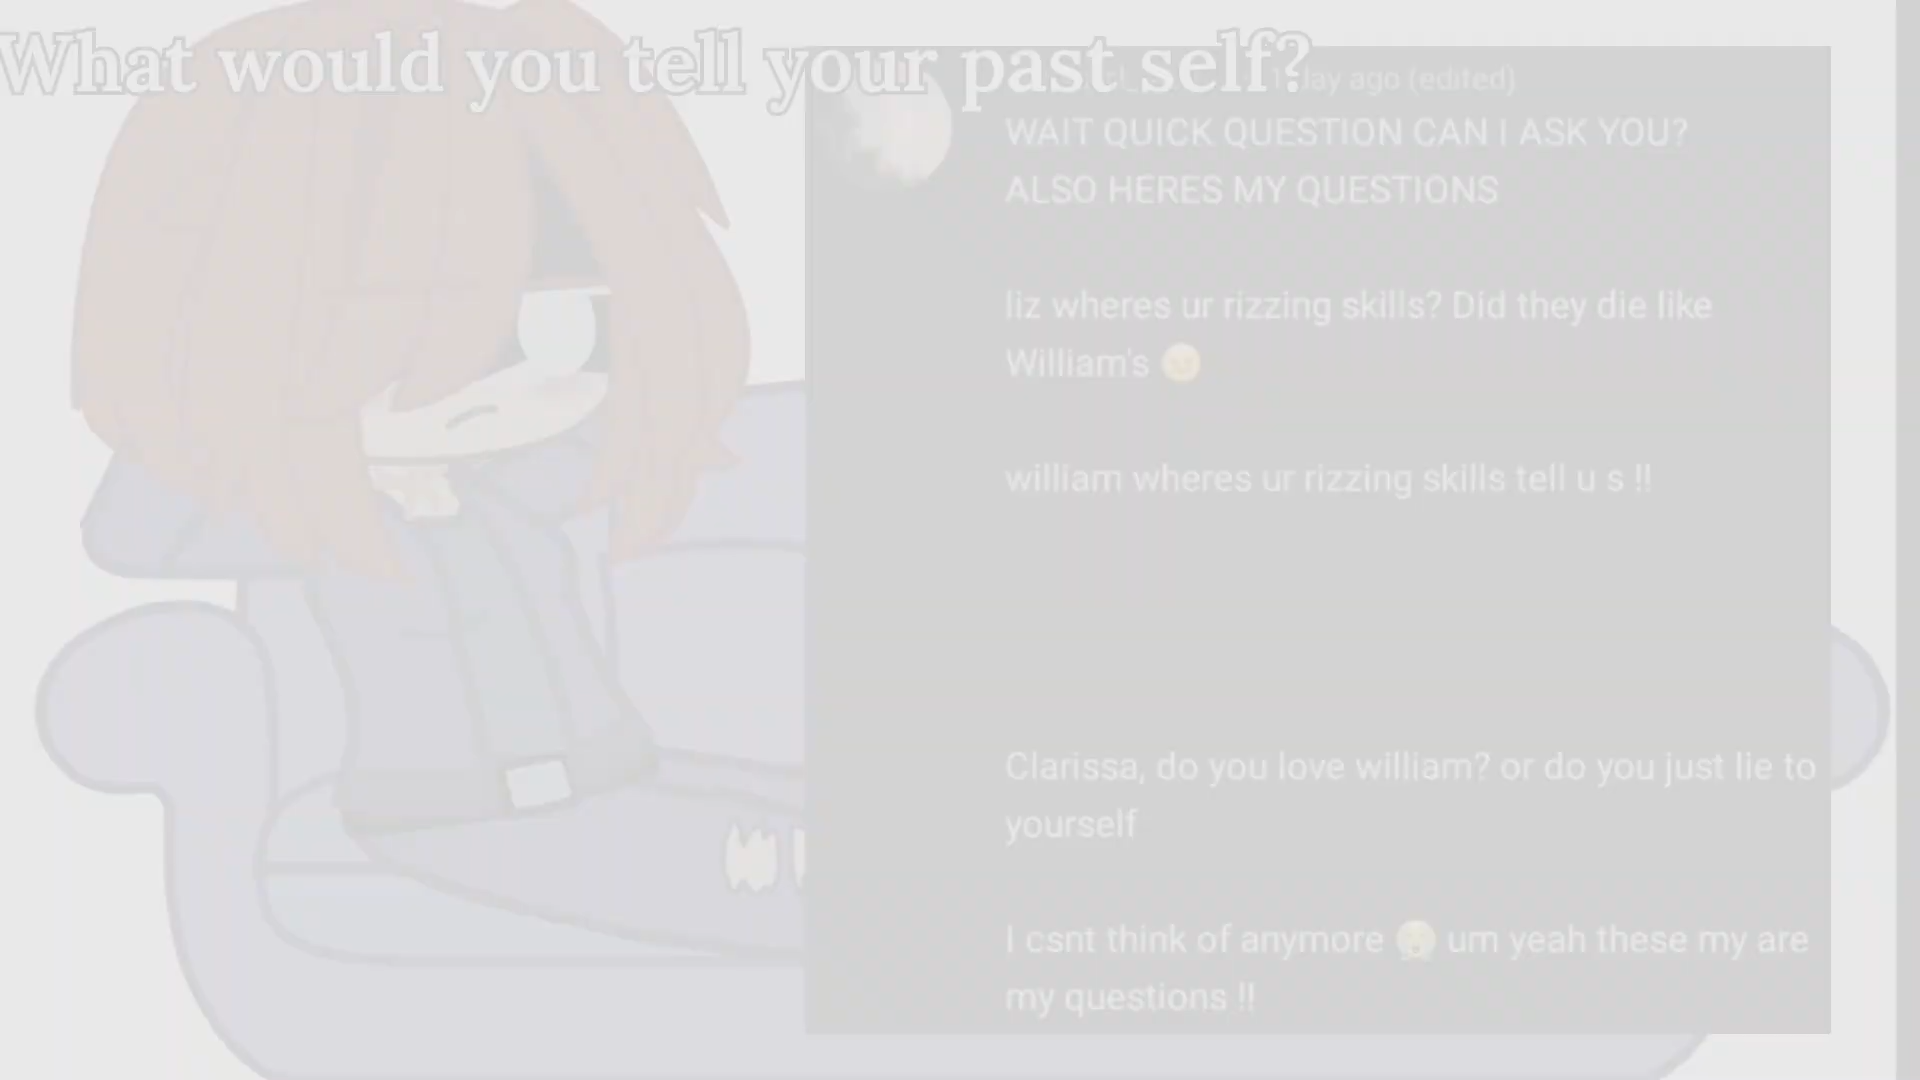 What would you tell your past self?
day ago (edited)
WAIT QUICK QUESTION CAN I ASK YOU?
ALSO HERES MY QUESTIONS
liz wheres ur rizzing skills? Did they die like
William's 
william wheres ur rizzing skills tell u s !!
Clarissa, do you love william? or do you just lie to
yourself
I csnt think of anymore 😲 um yeah these my are
my questions !!